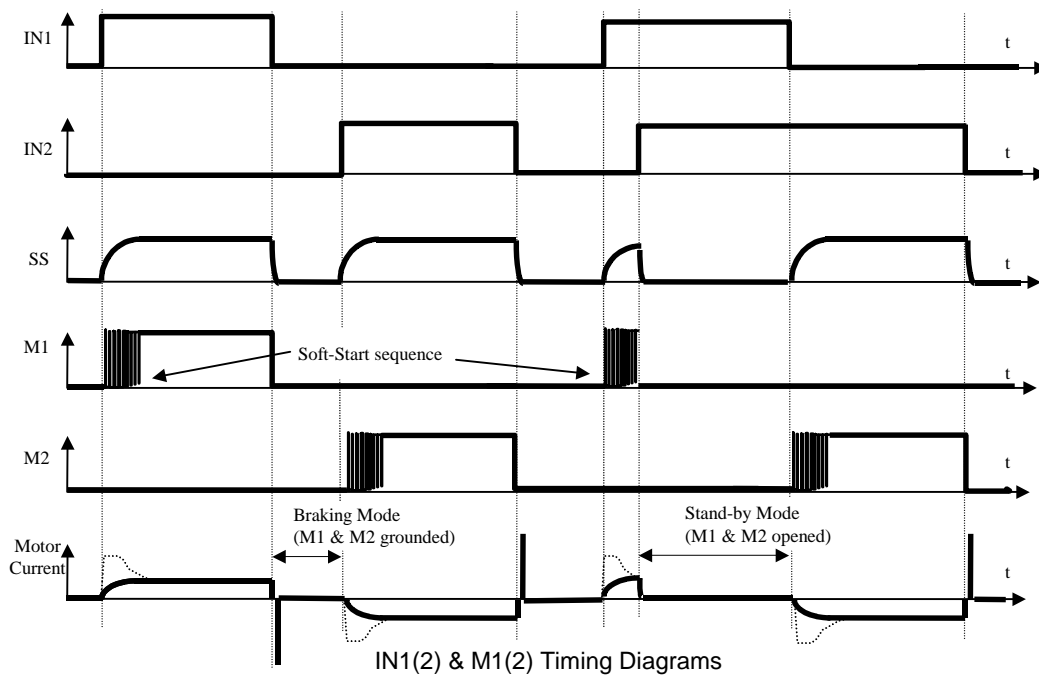 IN1
t
IN2
t
SS
t
M1
Soft-Start sequence
t
M2
t
Braking Mode
(M1 & M2 grounded)
Stand-by Mode
(M1 & M2 opened)
Motor
Current
t
IN1(2) & M1(2) Timing Diagrams